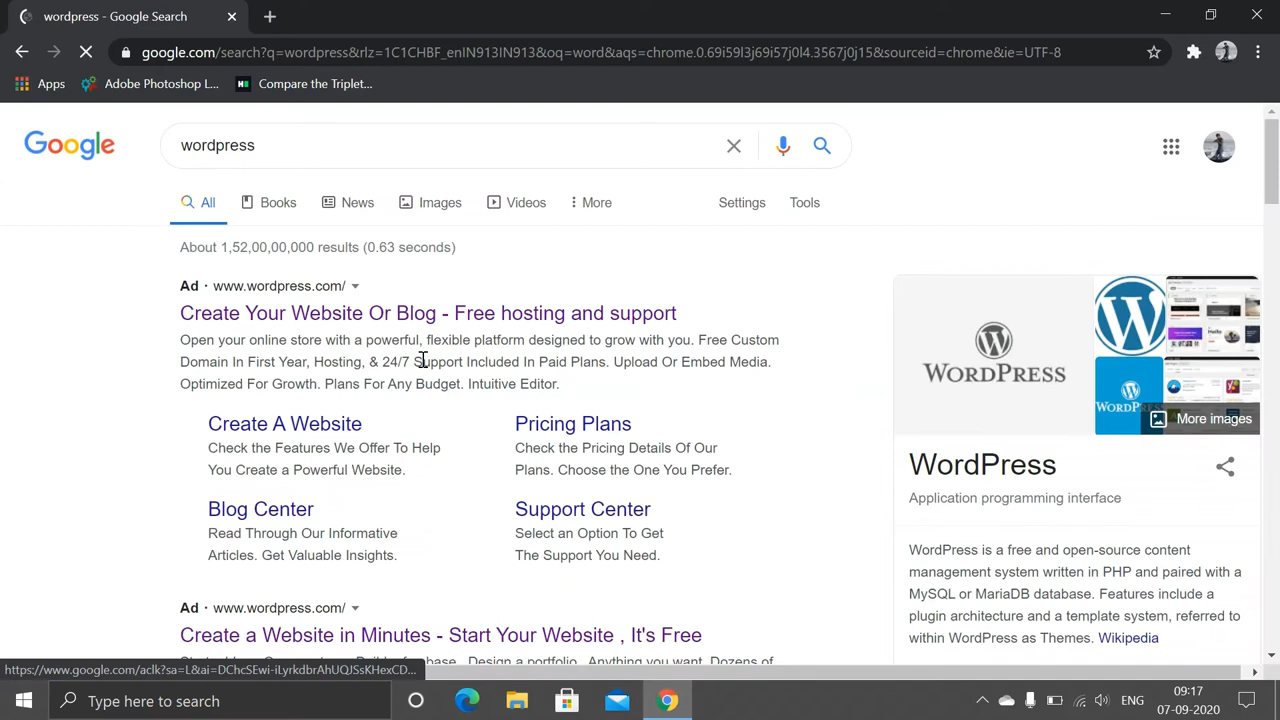 wordpress - Google Search
google.com/search?q=wordpress&rlz=1C1CHBF_enIN913IN913&oq=word&aqs=chrome.0.69i59l3j69i57j0l4.3567j0j15&sourceid=chrome&ie=UTF-8
Apps Adobe Photoshop L... Compare the Triplet...
Google wordpress
All Books News Images Videos More Settings Tools
About 1,52,00,00,000 results (0.63 seconds)
Ad · www.wordpress.com/
Create Your Website Or Blog - Free hosting and support
Open your online store with a powerful, flexible platform designed to grow with you. Free Custom
Domain In First Year, Hosting, & 24/7 Support Included In Paid Plans. Upload Or Embed Media.
Optimized For Growth. Plans For Any Budget. Intuitive Editor.
Create A Website
Check the Features We Offer To Help
You Create a Powerful Website.
Pricing Plans
Check the Pricing Details Of Our
Plans. Choose the One You Prefer.
Blog Center
Read Through Our Informative
Articles. Get Valuable Insights.
Support Center
Select an Option To Get
The Support You Need.
Ad · www.wordpress.com/
Create a Website in Minutes - Start Your Website , It's Free
WORDPRESS
WORDPRESS
More images
WordPress
Application programming interface
WordPress is a free and open-source content
management system written in PHP and paired with a
MySQL or MariaDB database. Features include a
plugin architecture and a template system, referred to
within WordPress as Themes. Wikipedia
https://www.google.com/aclk?sa=L&ai=DChcSEwi-iLyrkdbrAhUQJSsKHexCD...
Type here to search
ENG
09:17
07-09-2020